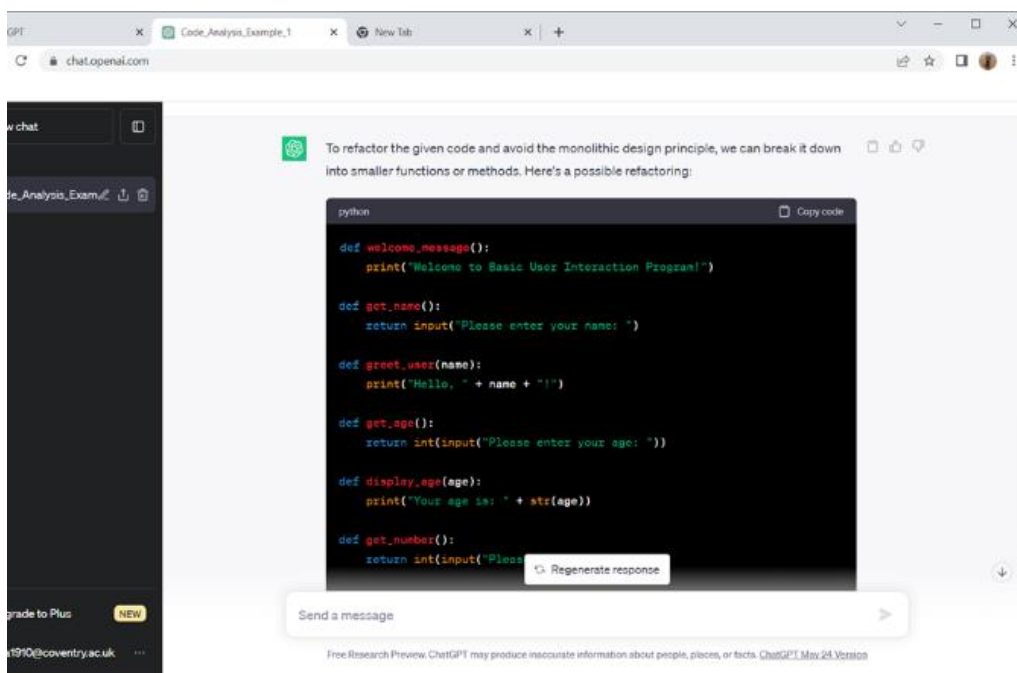 GPT
Code_Analysis_Example_1
New Tab
chat.openai.com
w chat
de_Analysis_Exam
To refactor the given code and avoid the monolithic design principle, we can break it down
into smaller functions or methods. Here's a possible refactoring:
python Copy code
def welcome_message():
print("Welcome to Basic User Interaction Program!")
def get_name():
return input("Please enter your name: ")
def greet_user(name):
print("Hello, " + name + "!")
def get_age():
return int(input("Please enter your age: "))
def display_age(age):
print("Your age is: " + str(age))
def get_number():
return int(input("Pleas
Regenerate response
grade to Plus NEW
Send a message
1910@coventry.ac.uk
Free Research Preview. ChatGPT may produce inaccurate information about people, places, or facts. ChatGPT May 24 Version